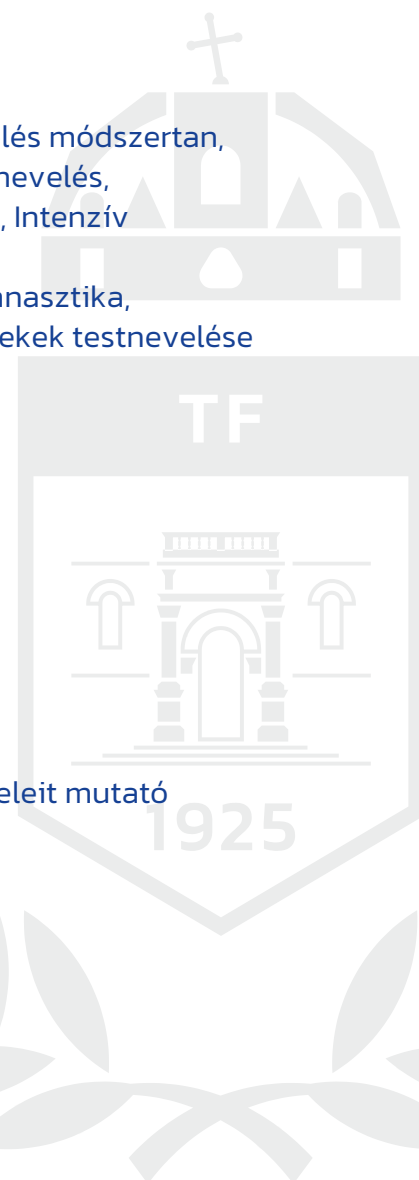 lés módszertan,
nevelés,
, Intenzív
nasztika,
ekek testnevelése
TF
eleit mutató
1925